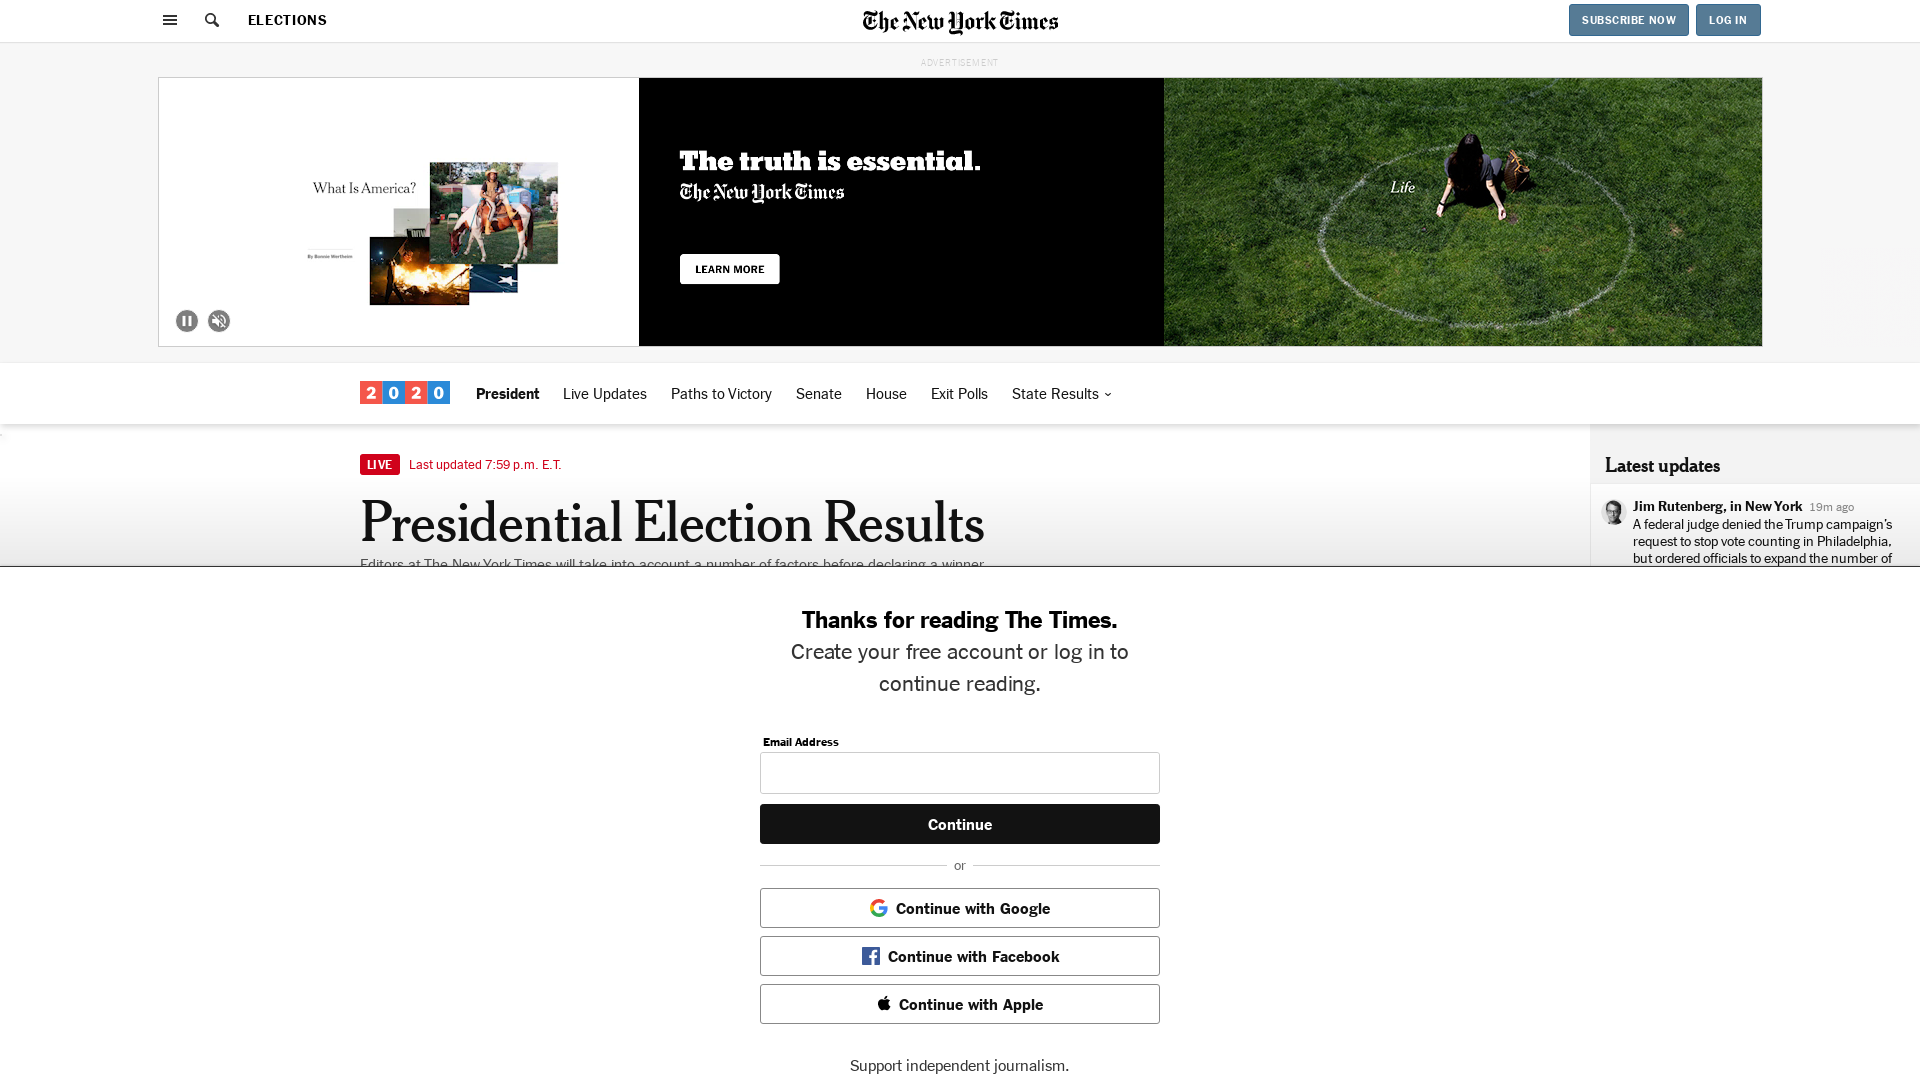 ELECTIONS
The New York Times
SUBSCRIBE NOW
LOG IN
ADVERTISEMENT
What Is America?
By Bonnie Wertheim
The truth is essential.
The New York Times
LEARN MORE
Life
2020
President
Live Updates
Paths to Victory
Senate
House
Exit Polls
State Results
LIVE
Last updated 7:59 p.m. E.T.
Presidential Election Results
Editors at The New York Times will take into account a number of factors before declaring a winner
Latest updates
Jim Rutenberg, in New York 19m ago
A federal judge denied the Trump campaign's
request to stop vote counting in Philadelphia,
but ordered officials to expand the number of
Thanks for reading The Times.
Create your free account or log in to
continue reading.
Email Address
Continue
or
Continue with Google
Continue with Facebook
Continue with Apple
Support independent journalism.